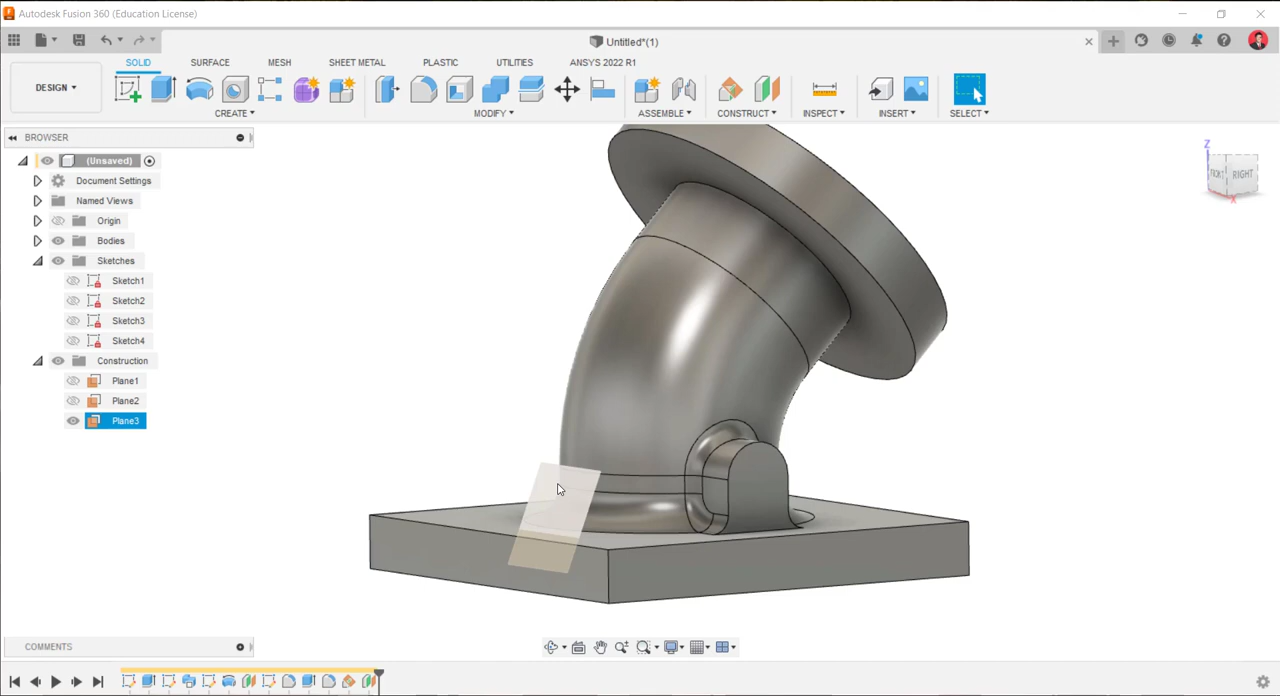 Autodesk Fusion 360 (Education License)
Untitled*(1)
SOLID SURFACE MESH SHEET METAL PLASTIC UTILITIES ANSYS 2022 R1
DESIGN
CREATE MODIFY ASSEMBLE CONSTRUCT INSPECT INSERT SELECT
BROWSER
(Unsaved)
Document Settings
Named Views
Origin
Bodies
Sketches
Sketch1
Sketch2
Sketch3
Sketch4
Construction
Plane1
Plane2
Plane3
Z
FRONT RIGHT
X
COMMENTS